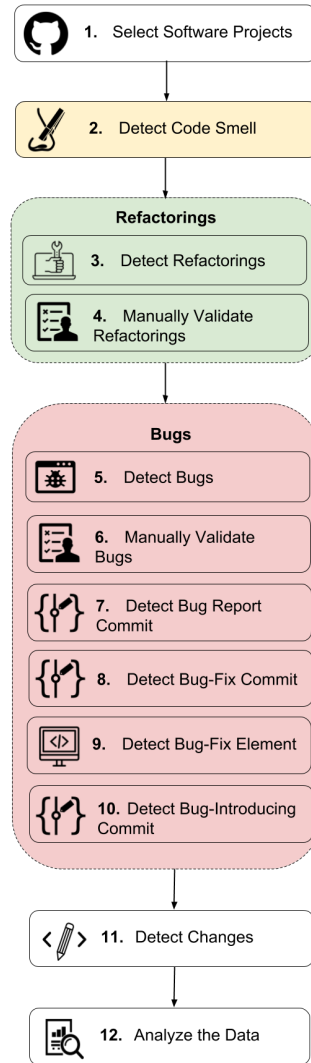 1. Select Software Projects
2. Detect Code Smell
Refactorings
3. Detect Refactorings
4. Manually Validate
Refactorings
Bugs
5. Detect Bugs
6. Manually Validate
Bugs
7. Detect Bug Report
Commit
8. Detect Bug-Fix Commit
9. Detect Bug-Fix Element
10. Detect Bug-Introducing
Commit
11. Detect Changes
12. Analyze the Data